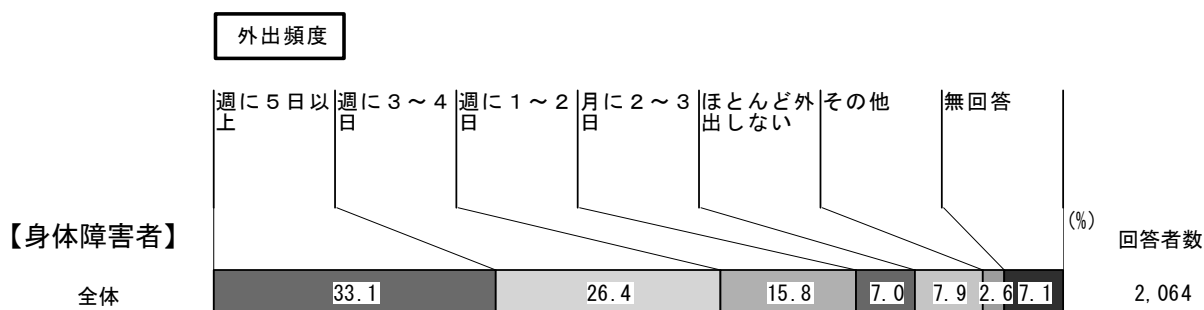 外出頻度
週に５日以上
週に３～４日
週に１～２日
月に２～３日
ほとんど外出しない
その他
無回答
(%)
【身体障害者】
回答者数
全体
33.1
26.4
15.8
7.0
7.9
2.6
7.1
2,064